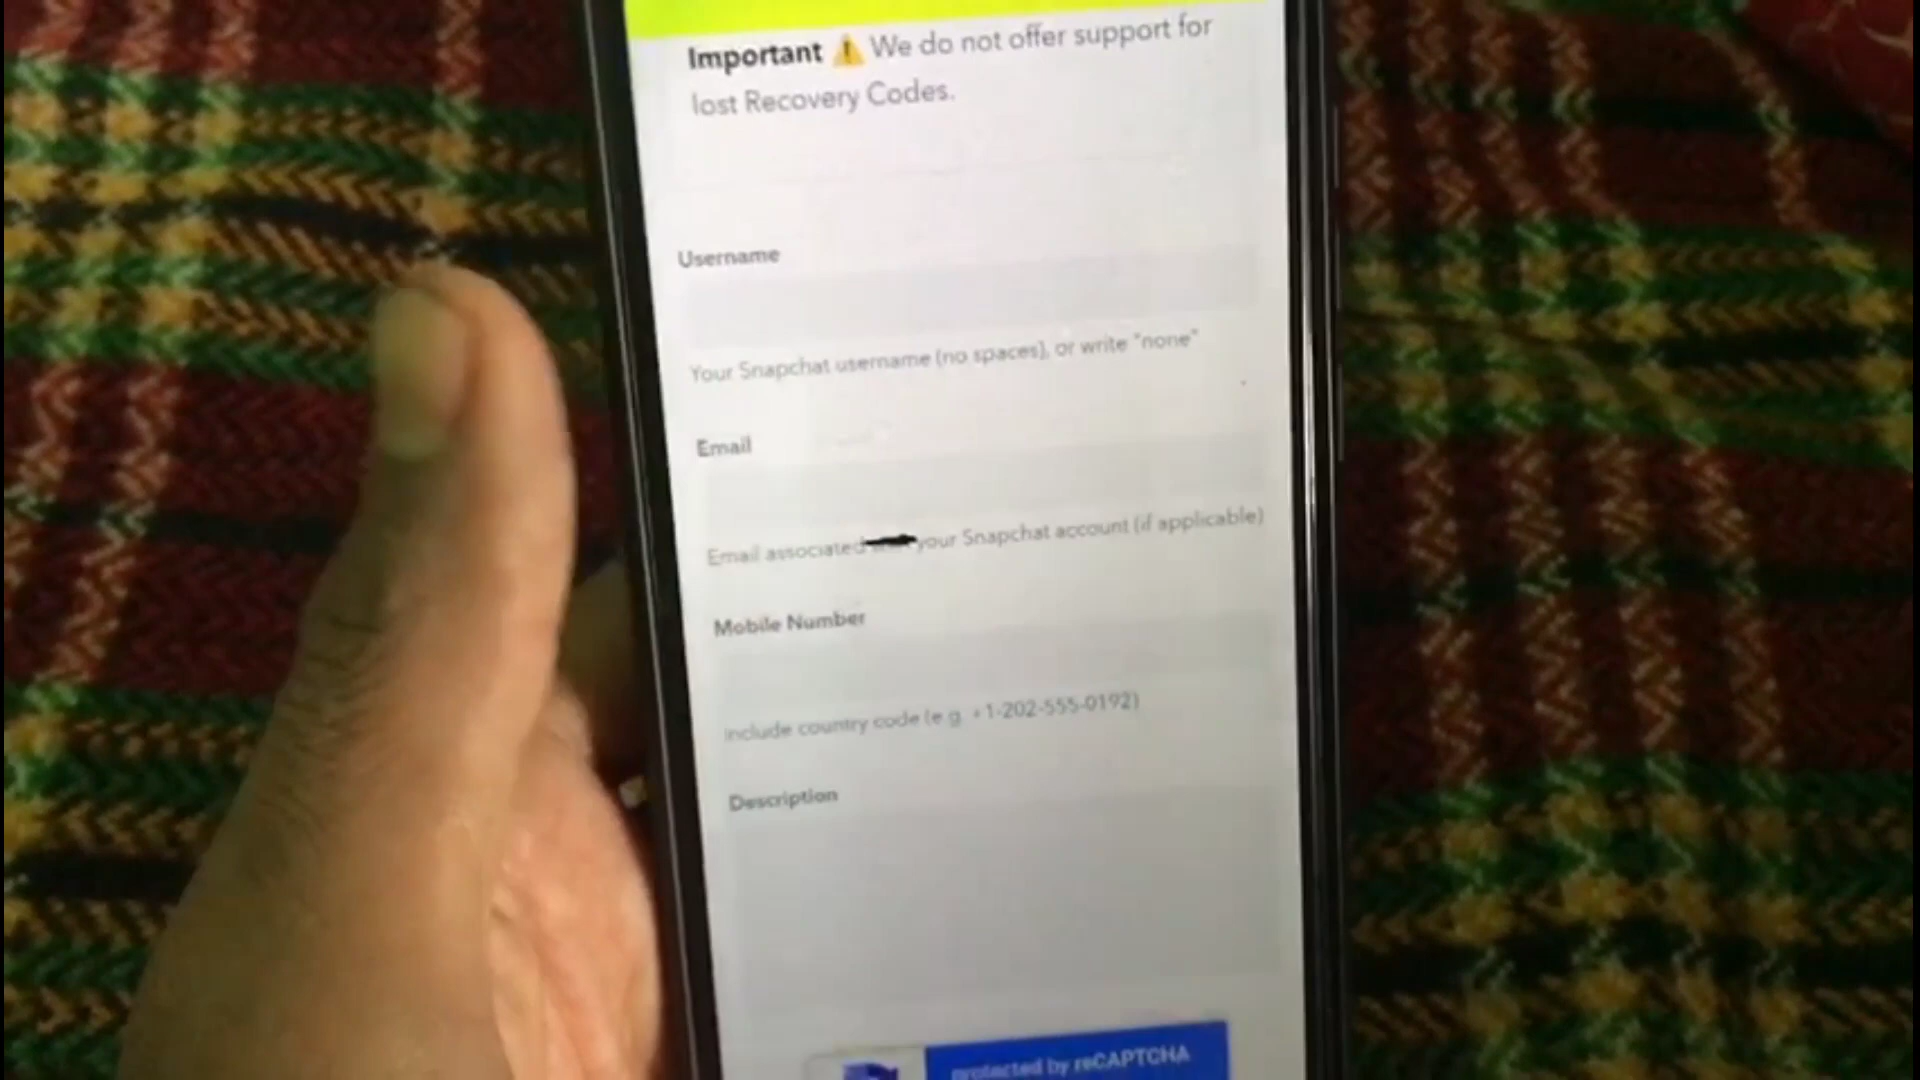 Important ⚠ We do not offer support for
lost Recovery Codes.
Username
Your Snapchat username (no spaces), or write "none"
Email
Email associated your Snapchat account (if applicable)
Mobile Number
Include country code (e.g. +1-202-555-0192)
Description
protected by reCAPTCHA